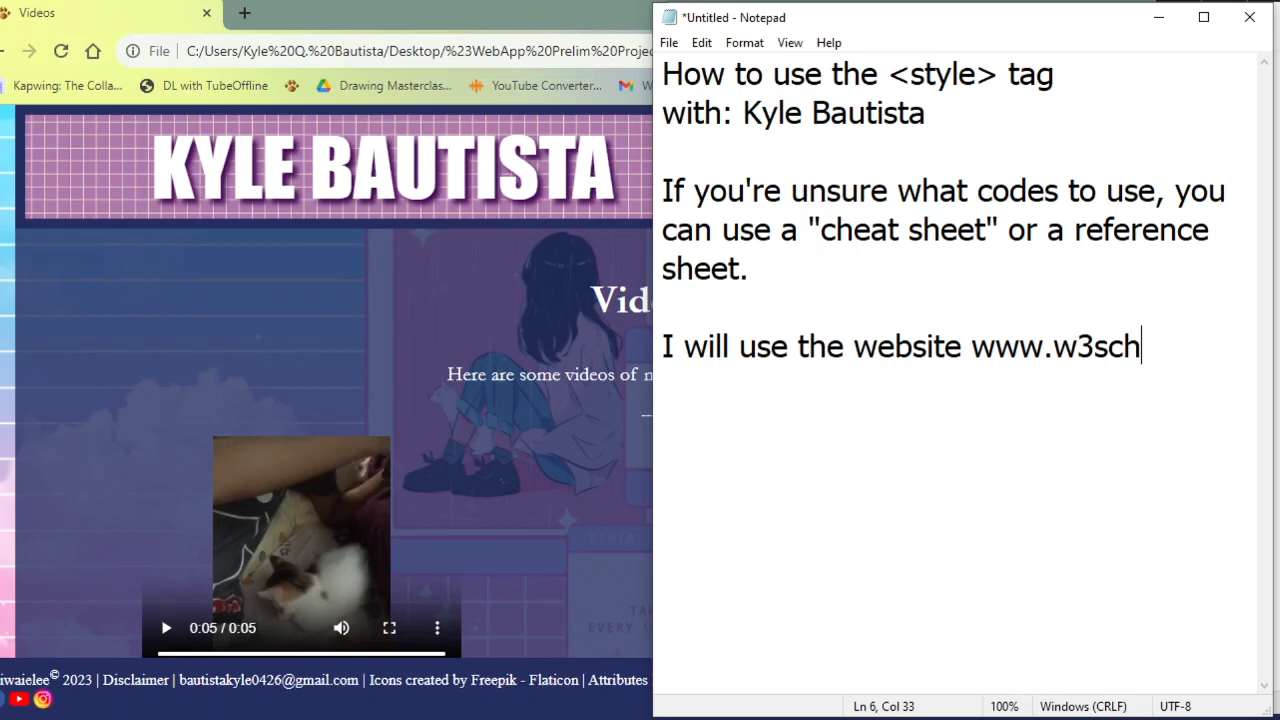 Videos
File
C:/Users/Kyle%20Q.%20Bautista/Desktop/%23WebApp%20Prelim%20Projec
Kapwing: The Colla...
DL with TubeOffline
Drawing Masterclas...
YouTube Converter...
KYLE BAUTISTA
Vid
Here are some videos of
0:05 / 0:05
iwaielee© 2023 | Disclaimer | bautistakyle0426@gmail.com | Icons created by Freepik - Flaticon | Attributes
*Untitled - Notepad
File Edit Format View Help
How to use the <style> tag
with: Kyle Bautista
If you're unsure what codes to use, you
can use a "cheat sheet" or a reference
sheet.
I will use the website www.w3sch
Ln 6, Col 33
100%
Windows (CRLF)
UTF-8